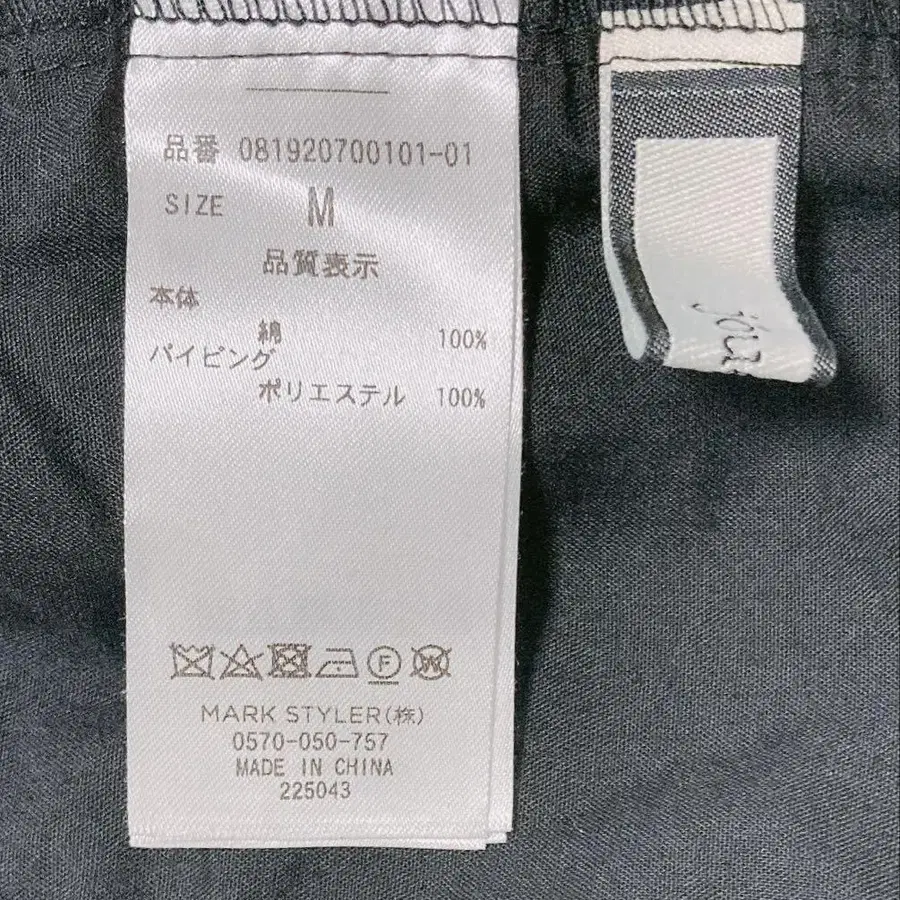 品番 081920700101-01
SIZE M
品質表示
本体
綿 100%
パイピング
ポリエステル 100%
F W
MARK STYLER(株)
0570-050-757
MADE IN CHINA
225043